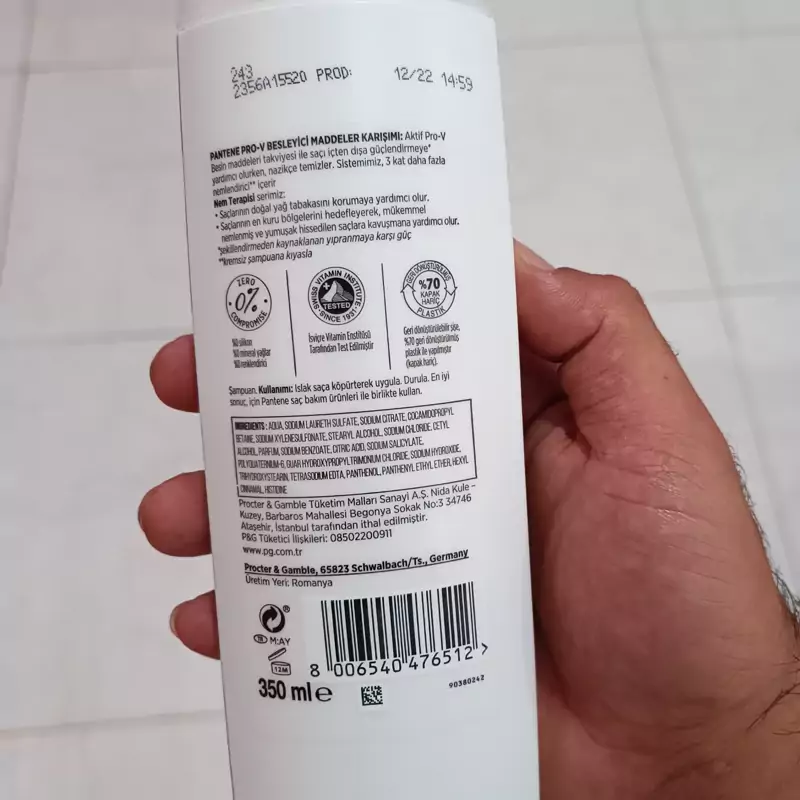 243
2356A15520 PROD: 12/22 14:59
PANTENE PRO-V BESLEYİCİ MADDELER KARIŞIMI: Aktif Pro-V
Besin maddeleri takviyesi ile saçı içten dışa güçlendirmeye*
yardımcı olurken, nazikçe temizler. Sistemimiz, 3 kat daha fazla
nemlendirici** içerir
Nem Terapisi serimiz:
• Saçlarının doğal yağ tabakasını korumaya yardımcı olur.
• Saçlarının en kuru bölgelerini hedefleyerek, mükemmel
nemlenmiş ve yumuşak hissedilen saçlara kavuşmana yardımcı olur.
*şekillendirmeden kaynaklanan yıpranmaya karşı güç
**kremsiz şampuana kıyasla
ZERO
0%
COMPROMISE
%0 silikon
%0 mineral yağlar
%0 renklendirici
SWISS VITAMIN INSTITUTE
TESTED
• SINCE 1931 •
İsviçre Vitamin Enstitüsü
Tarafından Test Edilmiştir
GERİ DÖNÜŞTÜRÜLMÜŞ
%70
KAPAK
HARİÇ
PLASTİK
Geri dönüştürülebilir şişe,
%70 geri dönüştürülmüş
plastik ile yapılmıştır
(kapak hariç).
Şampuan. Kullanımı: Islak saça köpürterek uygula. Durula. En iyi
sonuç, için Pantene saç bakım ürünleri ile birlikte kullan.
INGREDIENTS: AQUA, SODIUM LAURETH SULFATE, SODIUM CITRATE, COCAMIDOPROPYL
BETAINE, SODIUM XYLENESULFONATE, STEARYL ALCOHOL, SODIUM CHLORIDE, CETYL
ALCOHOL, PARFUM, SODIUM BENZOATE, CITRIC ACID, SODIUM SALICYLATE,
POLYQUATERNIUM-6, GUAR HYDROXYPROPYLTRIMONIUM CHLORIDE, SODIUM HYDROXIDE,
TRIHYDROXYSTEARIN, TETRASODIUM EDTA, PANTHENOL, PANTHENYL ETHYL ETHER, HEXYL
CINNAMAL, HISTIDINE
Procter & Gamble Tüketim Malları Sanayi A.Ş. Nida Kule –
Kuzey, Barbaros Mahallesi Begonya Sokak No:3 34746
Ataşehir, İstanbul tarafından ithal edilmiştir.
P&G Tüketici İlişkileri: 08502200911
www.pg.com.tr
Procter & Gamble, 65823 Schwalbach/Ts., Germany
Üretim Yeri: Romanya
®
TR M:AY
12M
8 006540 476512 >
350 ml e
90380242